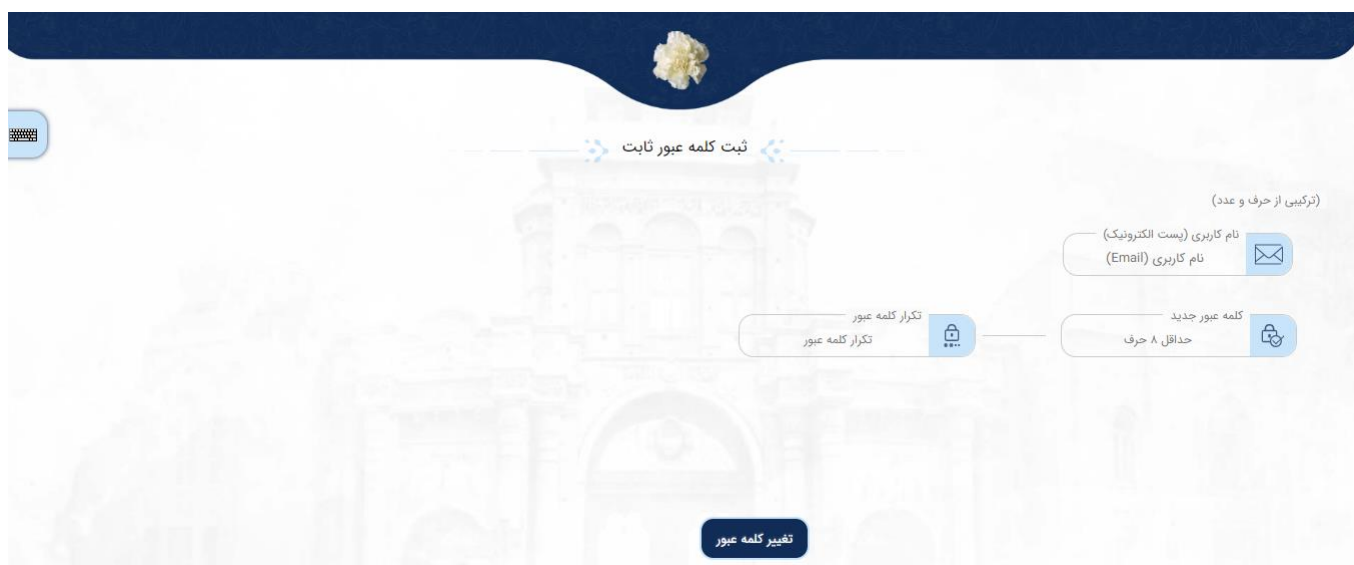 ثبت کلمه عبور ثابت
(ترکیبی از حرف و عدد)
نام کاربری (پست الکترونیک)
نام کاربری (Email)
کلمه عبور جدید
حداقل ۸ حرف
تکرار کلمه عبور
تکرار کلمه عبور
تغییر کلمه عبور